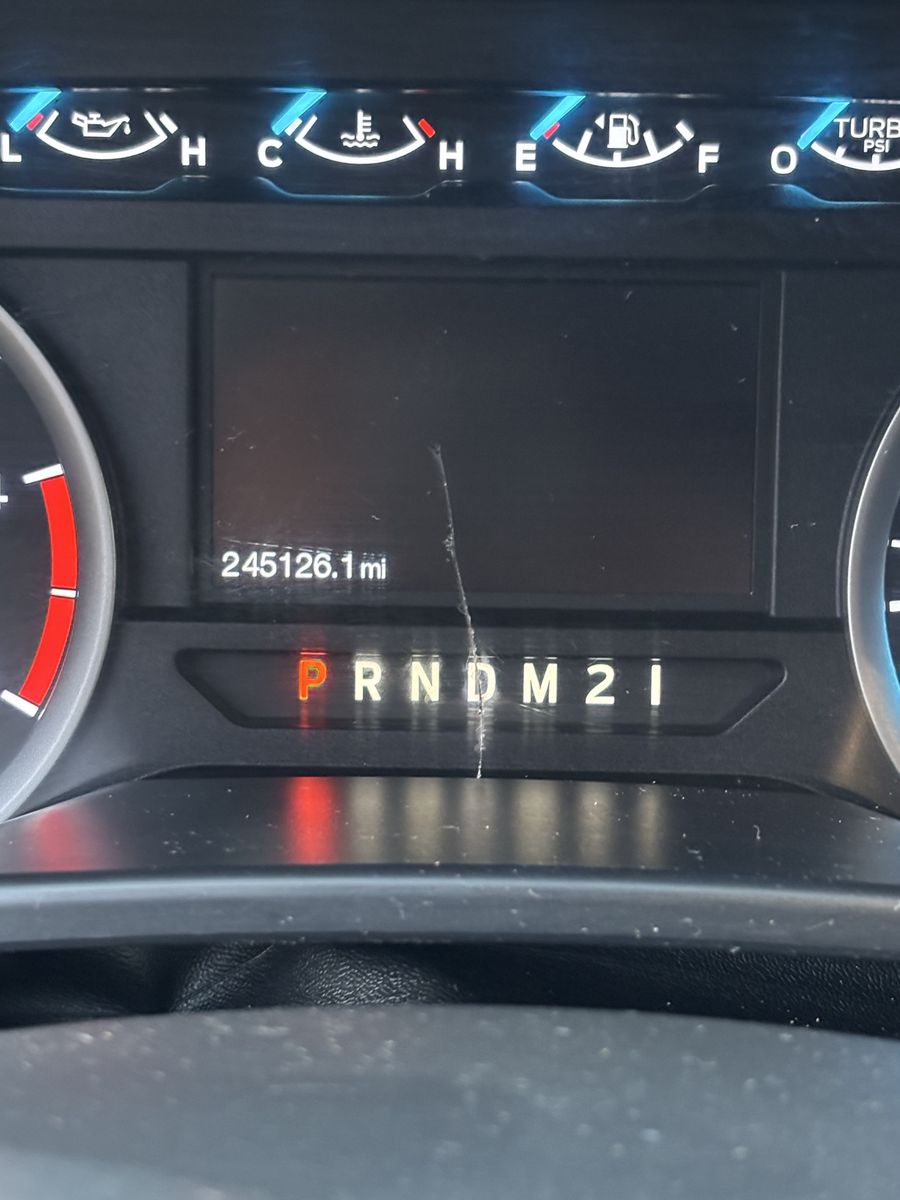 L H C H E F O TURB
PSI
245126.1 mi
P R N D M 2 1